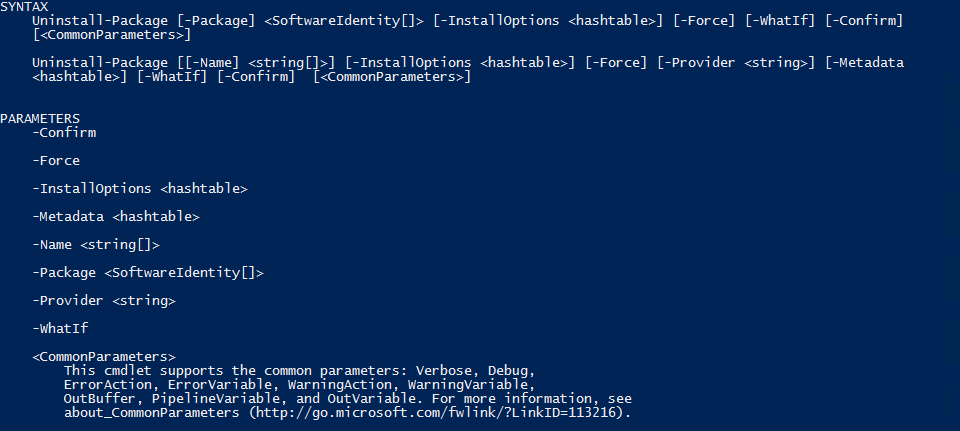 SYNTAX
Uninstall-Package [-Package] <SoftwareIdentity[]> [-InstallOptions <hashtable>] [-Force] [-WhatIf] [-Confirm]
[<CommonParameters>]
Uninstall-Package [[-Name] <string[]>] [-InstallOptions <hashtable>] [-Force] [-Provider <string>] [-Metadata
<hashtable>] [-WhatIf] [-Confirm]  [<CommonParameters>]
PARAMETERS
-Confirm
-Force
-InstallOptions <hashtable>
-Metadata <hashtable>
-Name <string[]>
-Package <SoftwareIdentity[]>
-Provider <string>
-WhatIf
<CommonParameters>
This cmdlet supports the common parameters: Verbose, Debug,
ErrorAction, ErrorVariable, WarningAction, WarningVariable,
OutBuffer, PipelineVariable, and OutVariable. For more information, see
about_CommonParameters (http://go.microsoft.com/fwlink/?LinkID=113216).